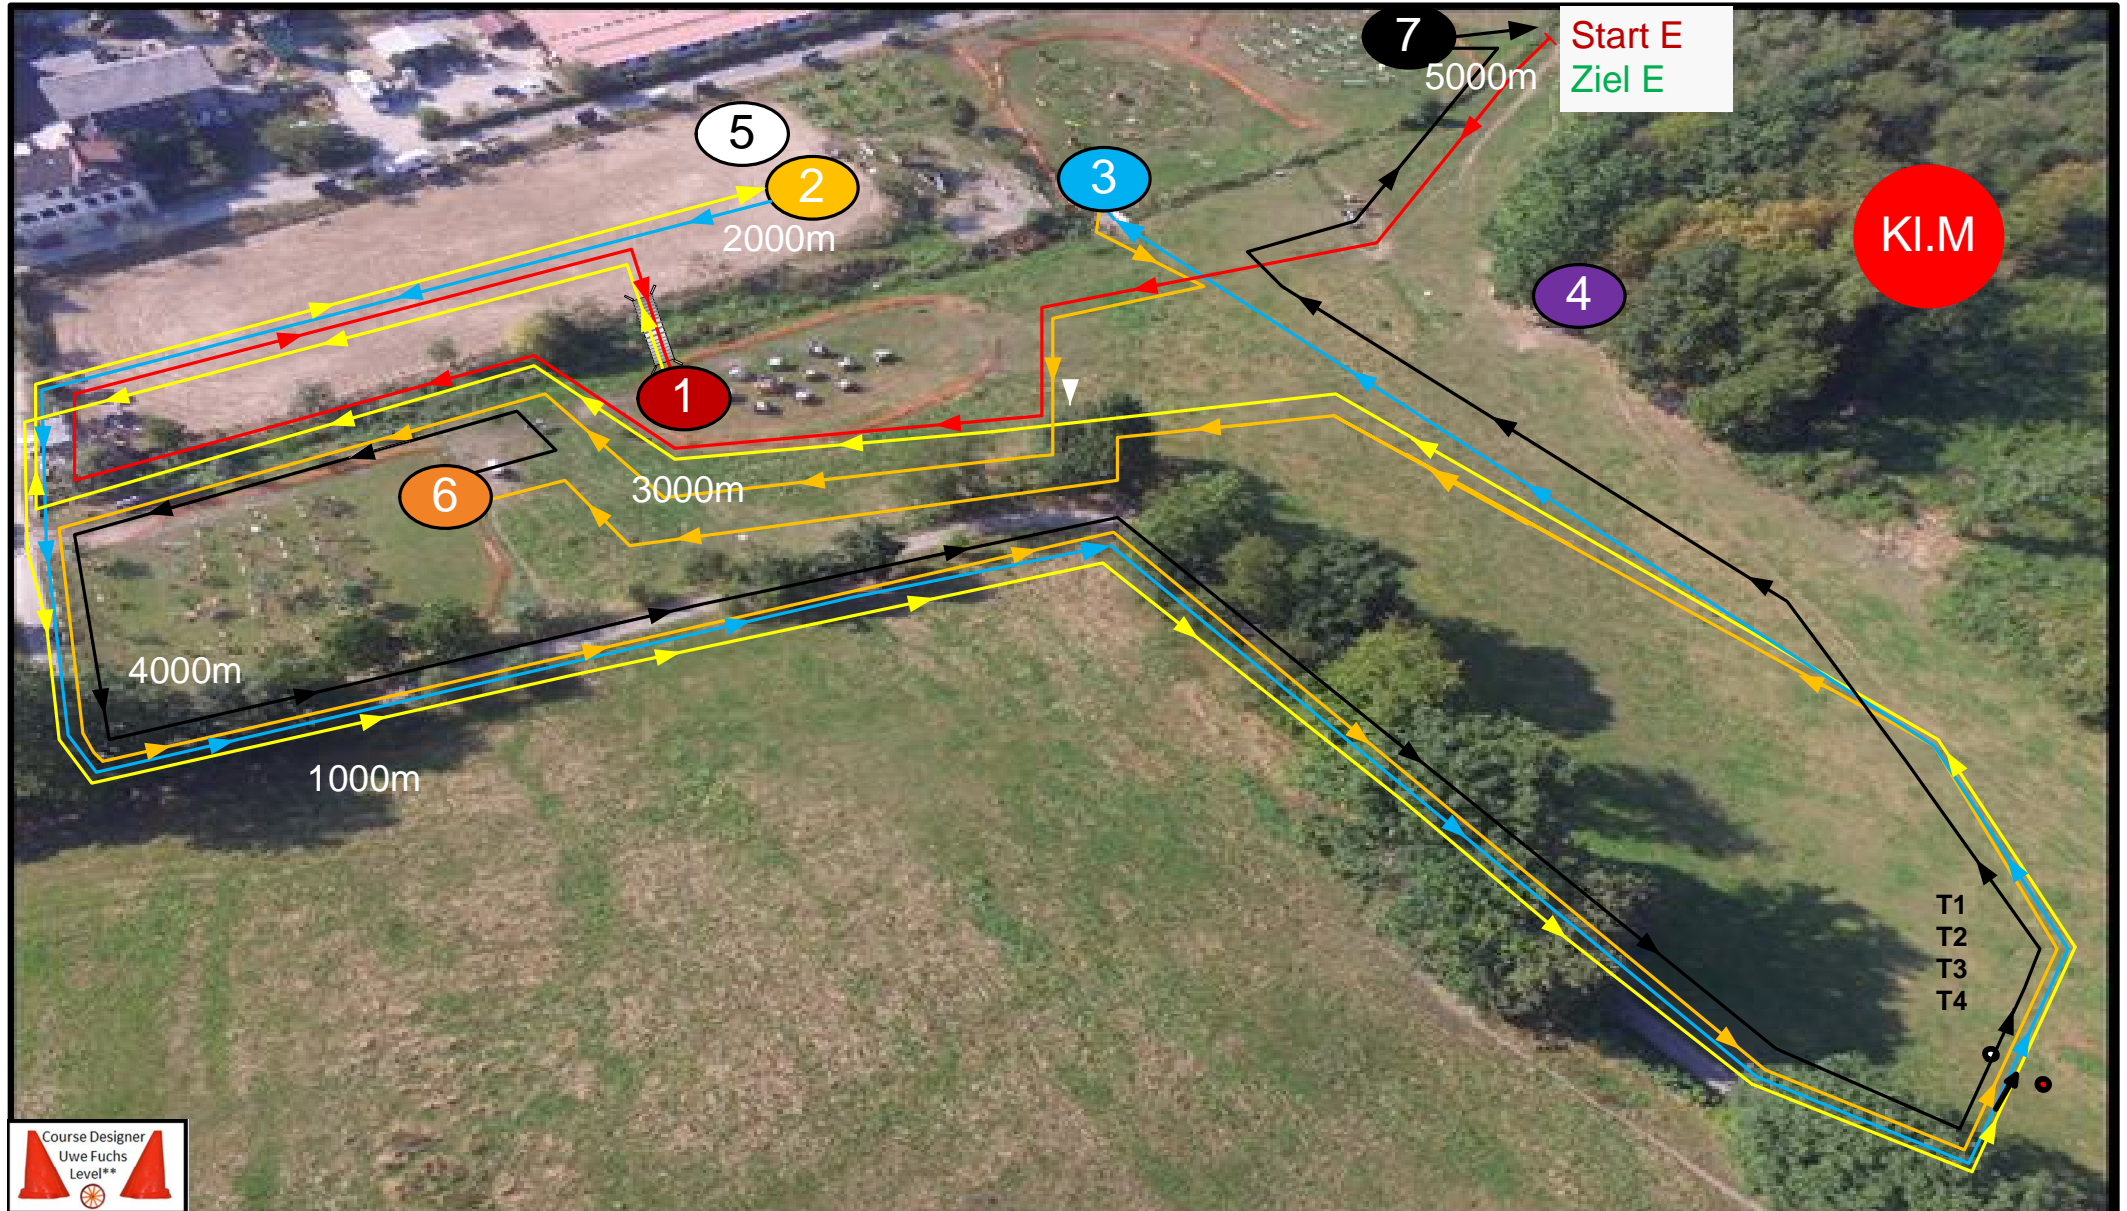 7
Start E
Ziel E
5000m
5
2
3
2000m
KI.M
4
1
6
3000m
4000m
1000m
T1
T2
T3
T4
Course Designer
Uwe Fuchs
Level**